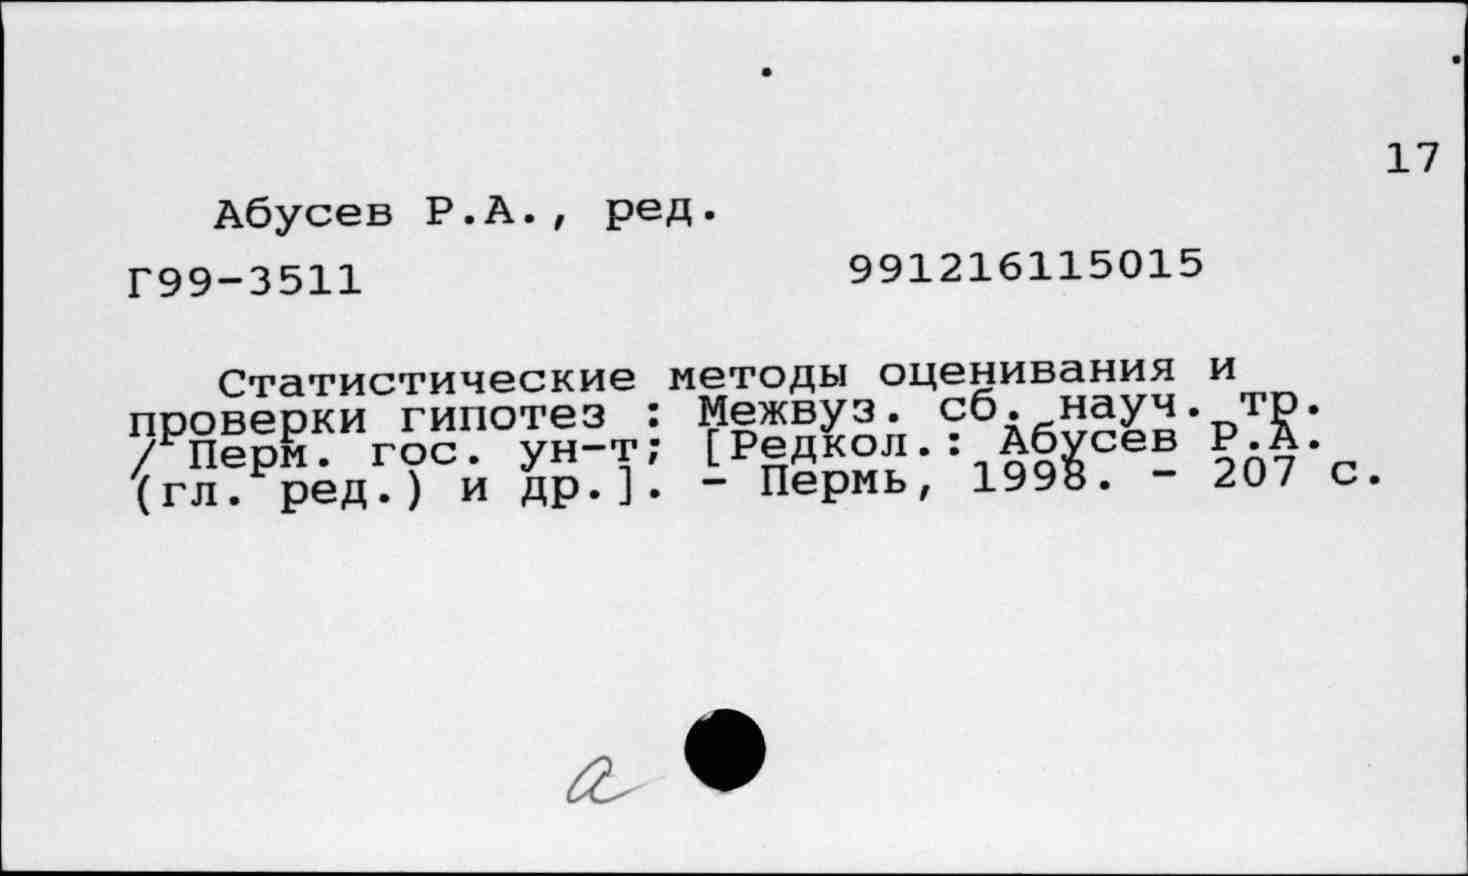 17
Абусев Р.А., ред.
Г99-3511 991216115015
Статистические методы оценивания и
проверки гипотез : Межвуз. сб. науч. тр.
/ Перм. гос. ун-т; [Редкол.: Абусев Р.А.
(гл. ред.) и др.]. - Пермь, 1998. - 207 с.
а